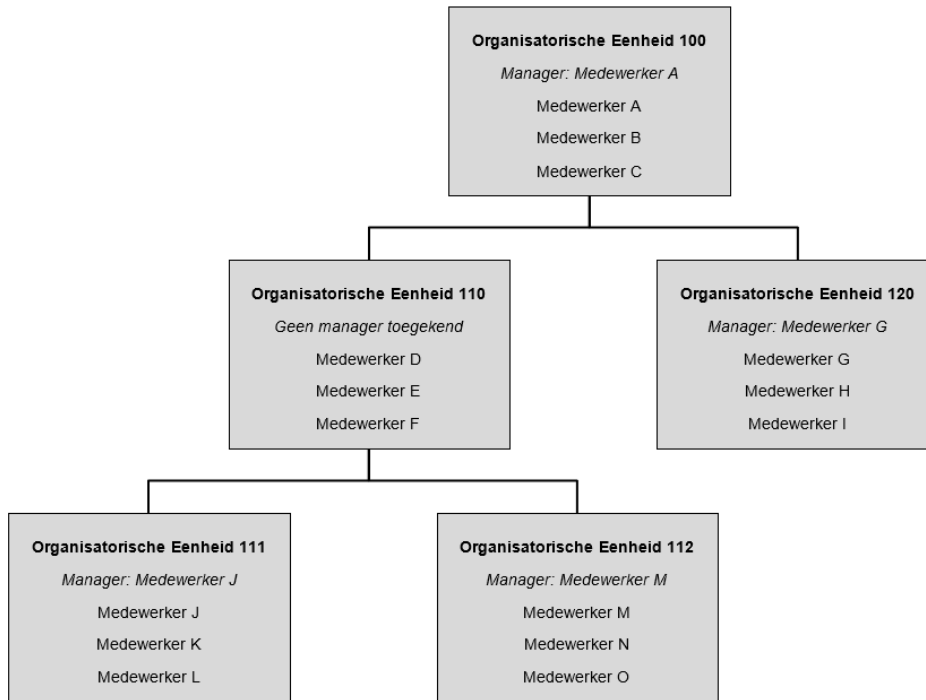 Organisatorische Eenheid 100
Manager: Medewerker A
Medewerker A
Medewerker B
Medewerker C
Organisatorische Eenheid 110
Geen manager toegekend
Medewerker D
Medewerker E
Medewerker F
Organisatorische Eenheid 120
Manager: Medewerker G
Medewerker G
Medewerker H
Medewerker I
Organisatorische Eenheid 111
Manager: Medewerker J
Medewerker J
Medewerker K
Medewerker L
Organisatorische Eenheid 112
Manager: Medewerker M
Medewerker M
Medewerker N
Medewerker O